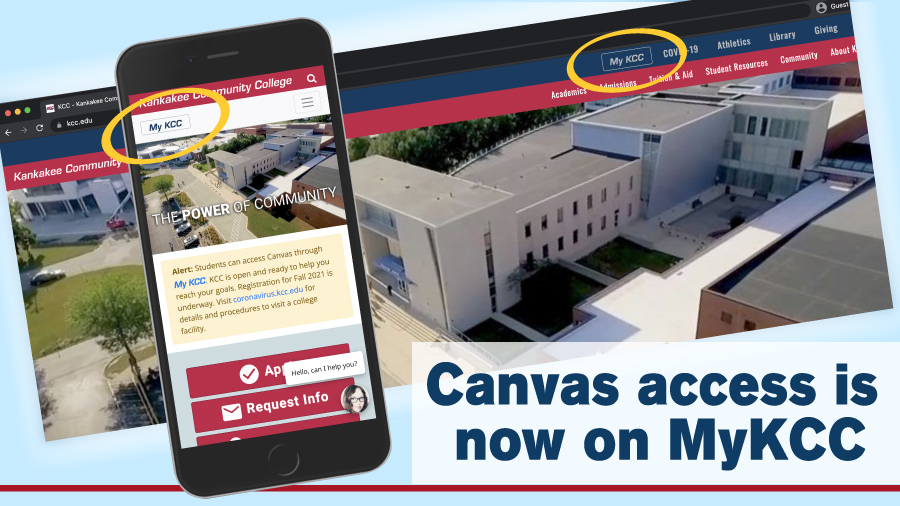 KCC - Kankakee Com
kcc.edu
Kankakee Community
Guest
My KCC
COV -19
Athletics
Library
Giving
Academics
Admissions
Tuition & Aid
Student Resources
Community
About K
Kankakee Community College
My KCC
THE POWER OF COMMUNITY
Alert: Students can access Canvas through
My KCC. KCC is open and ready to help you
reach your goals. Registration for Fall 2021 is
underway. Visit coronavirus.kcc.edu for
details and procedures to visit a college
facility.
App
Hello, can I help you?
Request Info
Canvas access is
now on MyKCC